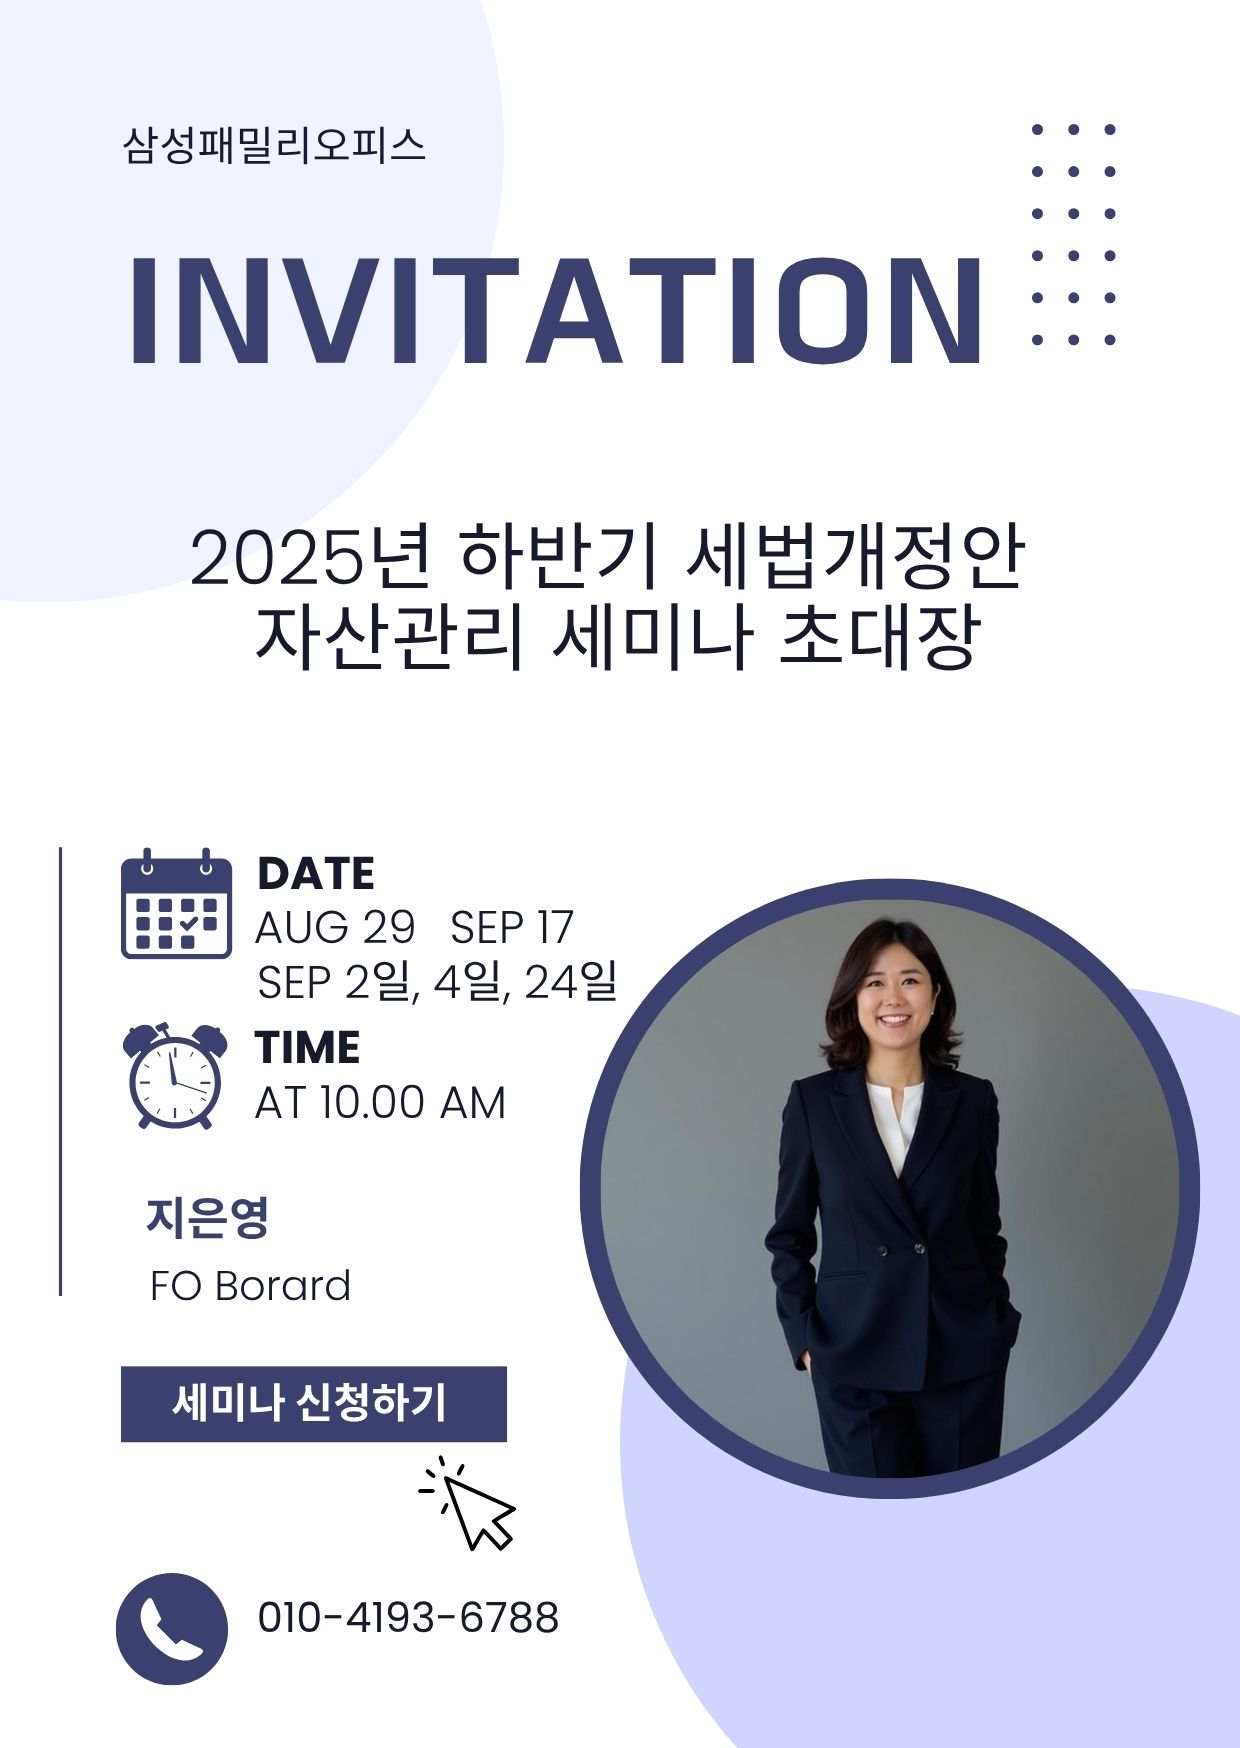 삼성패밀리오피스
INVITATION
2025년 하반기 세법개정안
자산관리 세미나 초대장
DATE
AUG 29 SEP 17
SEP 2일, 4일, 24일
TIME
AT 10.00 AM
지은영
FO Borard
세미나 신청하기
010-4193-6788